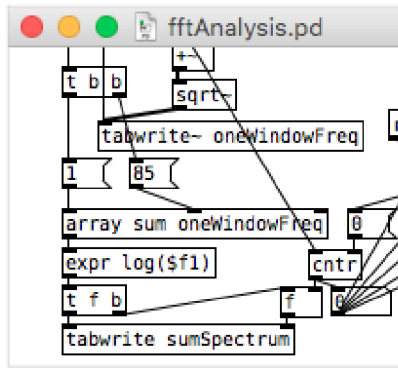 fftAnalysis.pd
+~
t b b
sqrt~
tabwrite~ oneWindowFreq
1 85
array sum oneWindowFreq 0
expr log($f1) cntr
t f b f 0
tabwrite sumSpectrum